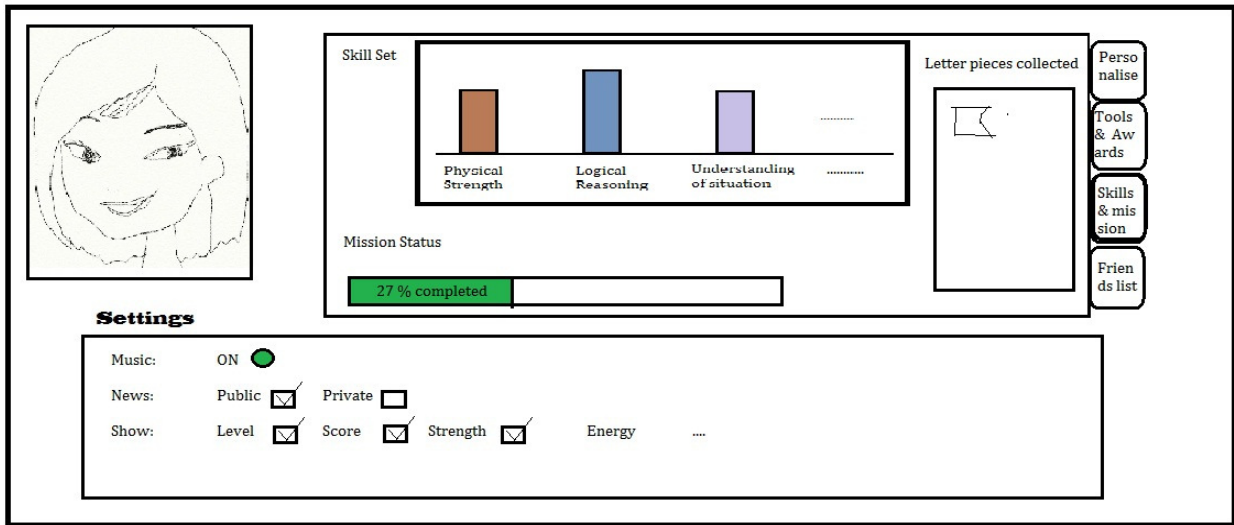 Skill Set
Physical
Strength
Logical
Reasoning
Understanding
of situation
...........
............
Mission Status
27 % completed
Letter pieces collected
Perso
nalise
Tools
& Aw
ards
Skills
& mis
sion
Frien
ds list
Settings
Music: ON
News: Public Private
Show: Level Score Strength Energy ....